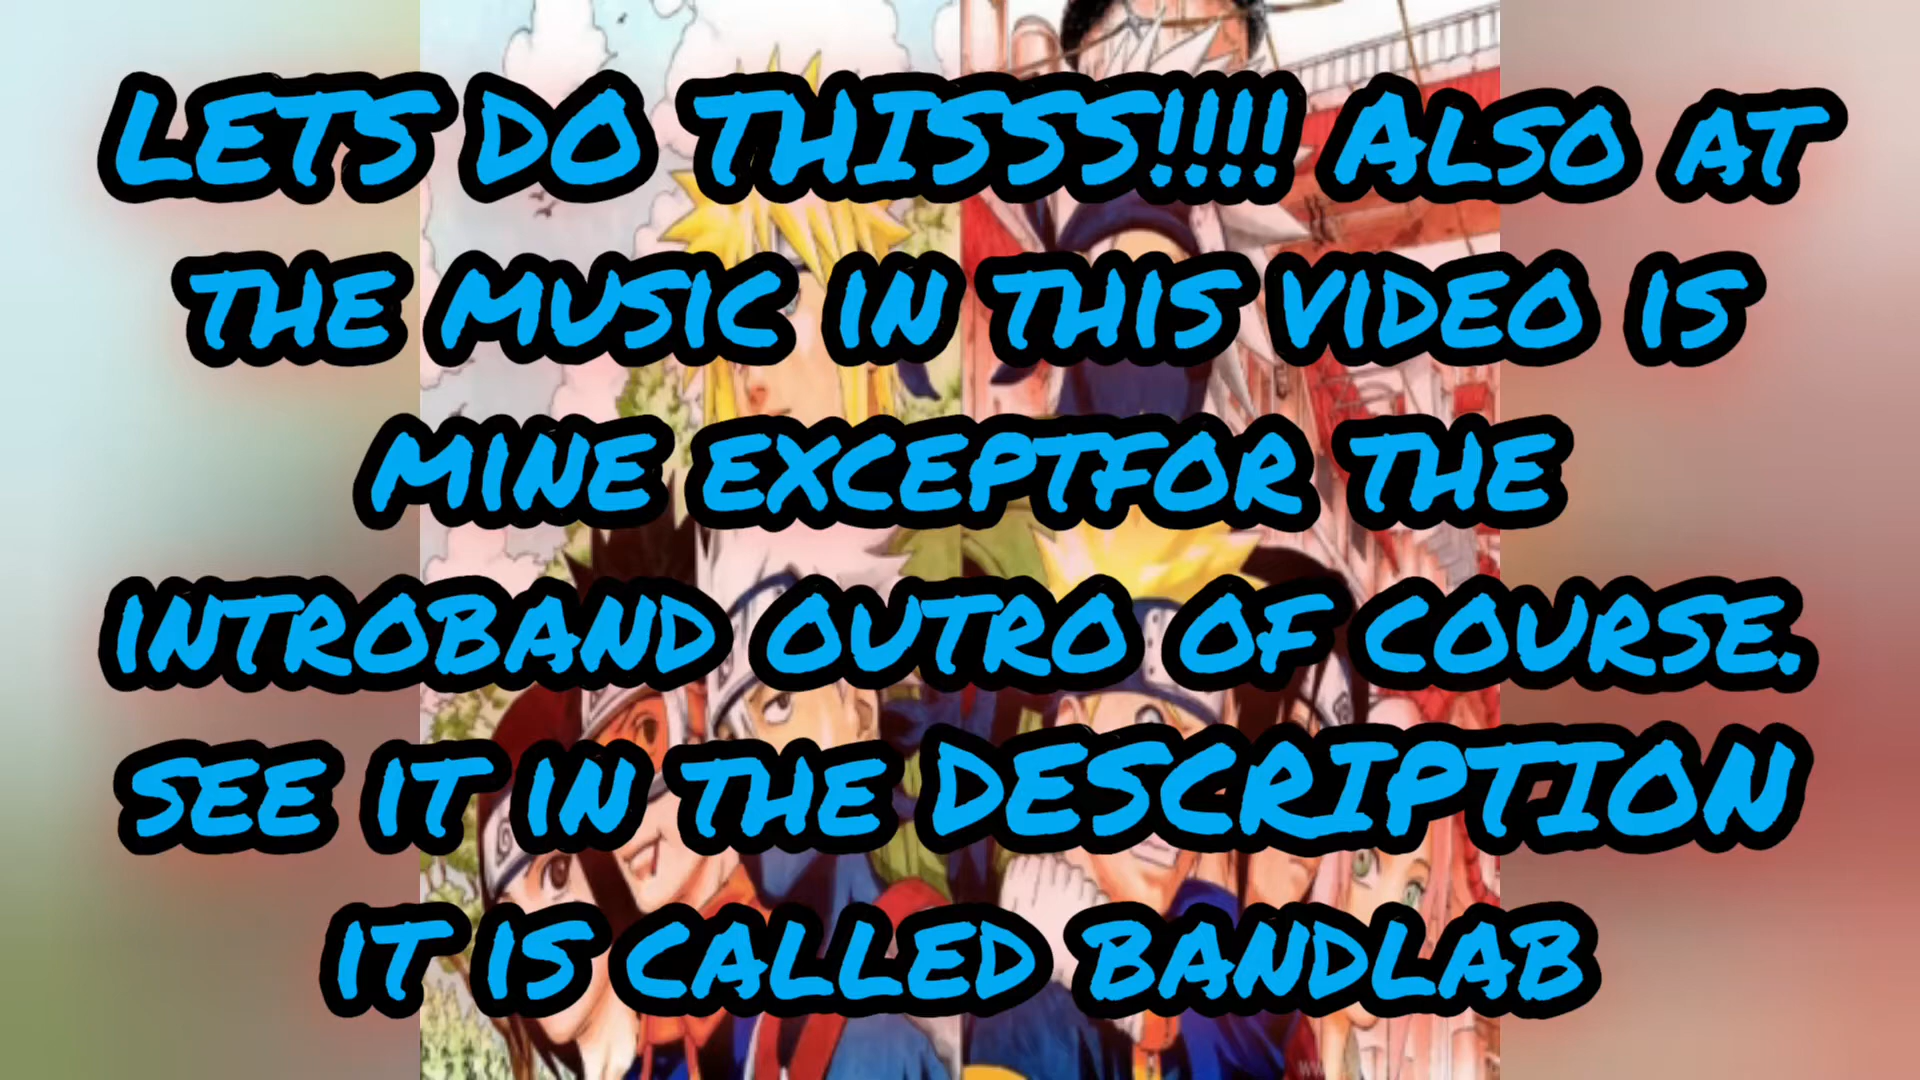 LETS DO THISSS!!!! ALSO AT
THE MUSIC IN THIS VIDEO IS
MINE EXCEPTFOR THE
INTROBAND OUTRO OF COURSE.
SEE IT IN THE DESCRIPTION
IT IS CALLED BANDLAB